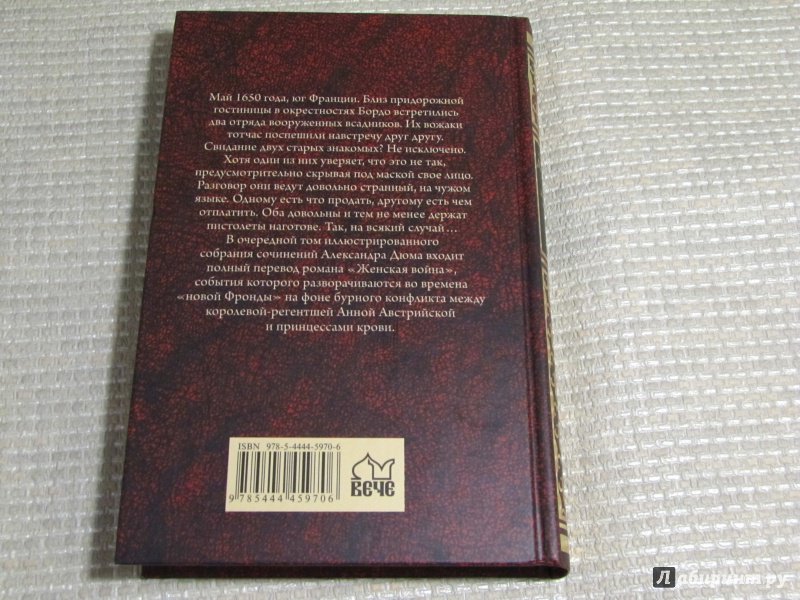 Май 1650 года, юг Франции. Близ придорожной
гостиницы в окрестностях Бордо встретились
два отряда вооруженных всадников. Их вожаки
тотчас поспешили навстречу друг другу.
Свидание двух старых знакомых? Не исключено.
Хотя один из них уверяет, что это не так,
предусмотрительно скрывая под маской свое лицо.
Разговор они ведут довольно странный, на чужом
языке. Одному есть что продать, другому есть чем
отплатить. Оба довольны и тем не менее держат
пистолеты наготове. Так, на всякий случай…
В очередной том иллюстрированного
собрания сочинений Александра Дюма входит
полный перевод романа «Женская война»,
события которого разворачиваются во времена
«новой Фронды» на фоне бурного конфликта между
королевой-регентшей Анной Австрийской
и принцессами крови.
ISBN 978-5-4444-5970-6
9 785444 459706
ВЕЧЕ
Лабиринт.ру